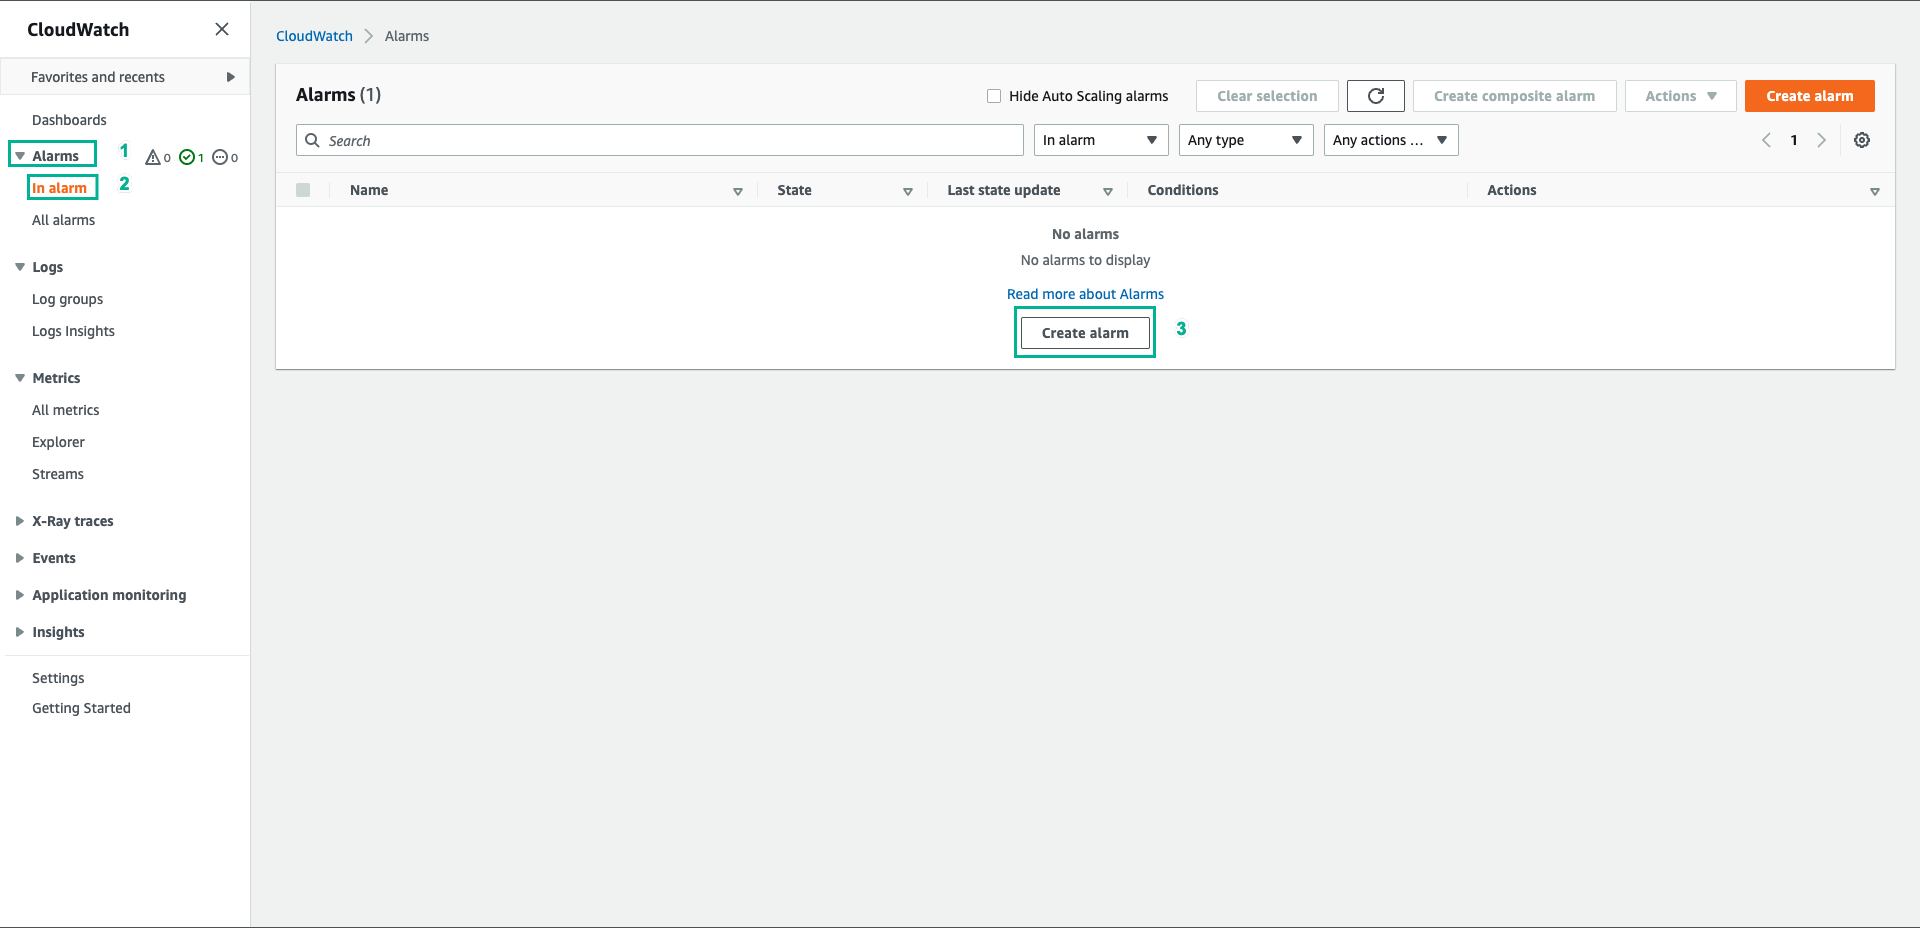 CloudWatch
Favorites and recents
Dashboards
Alarms 1 0 1 0
In alarm 2
All alarms
Logs
Log groups
Logs Insights
Metrics
All metrics
Explorer
Streams
X-Ray traces
Events
Application monitoring
Insights
Settings
Getting Started
CloudWatch Alarms
Alarms (1) Hide Auto Scaling alarms Clear selection Create composite alarm Actions Create alarm
Search In alarm Any type Any actions ... 1
Name State Last state update Conditions Actions
No alarms
No alarms to display
Read more about Alarms
Create alarm 3